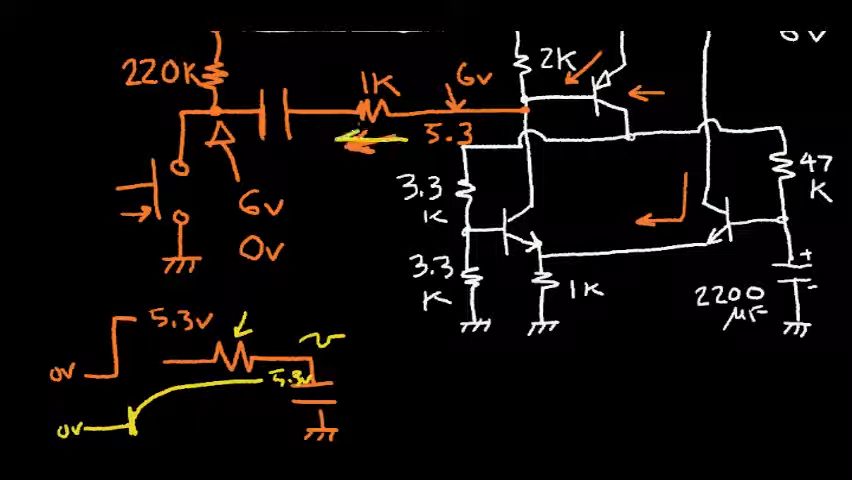 220K
1K
6v
2K
5.3
6v
0v
3.3
K
3.3
K
1K
47
K
2200
µF
+
-
5.3v
0v
5.3v
0v